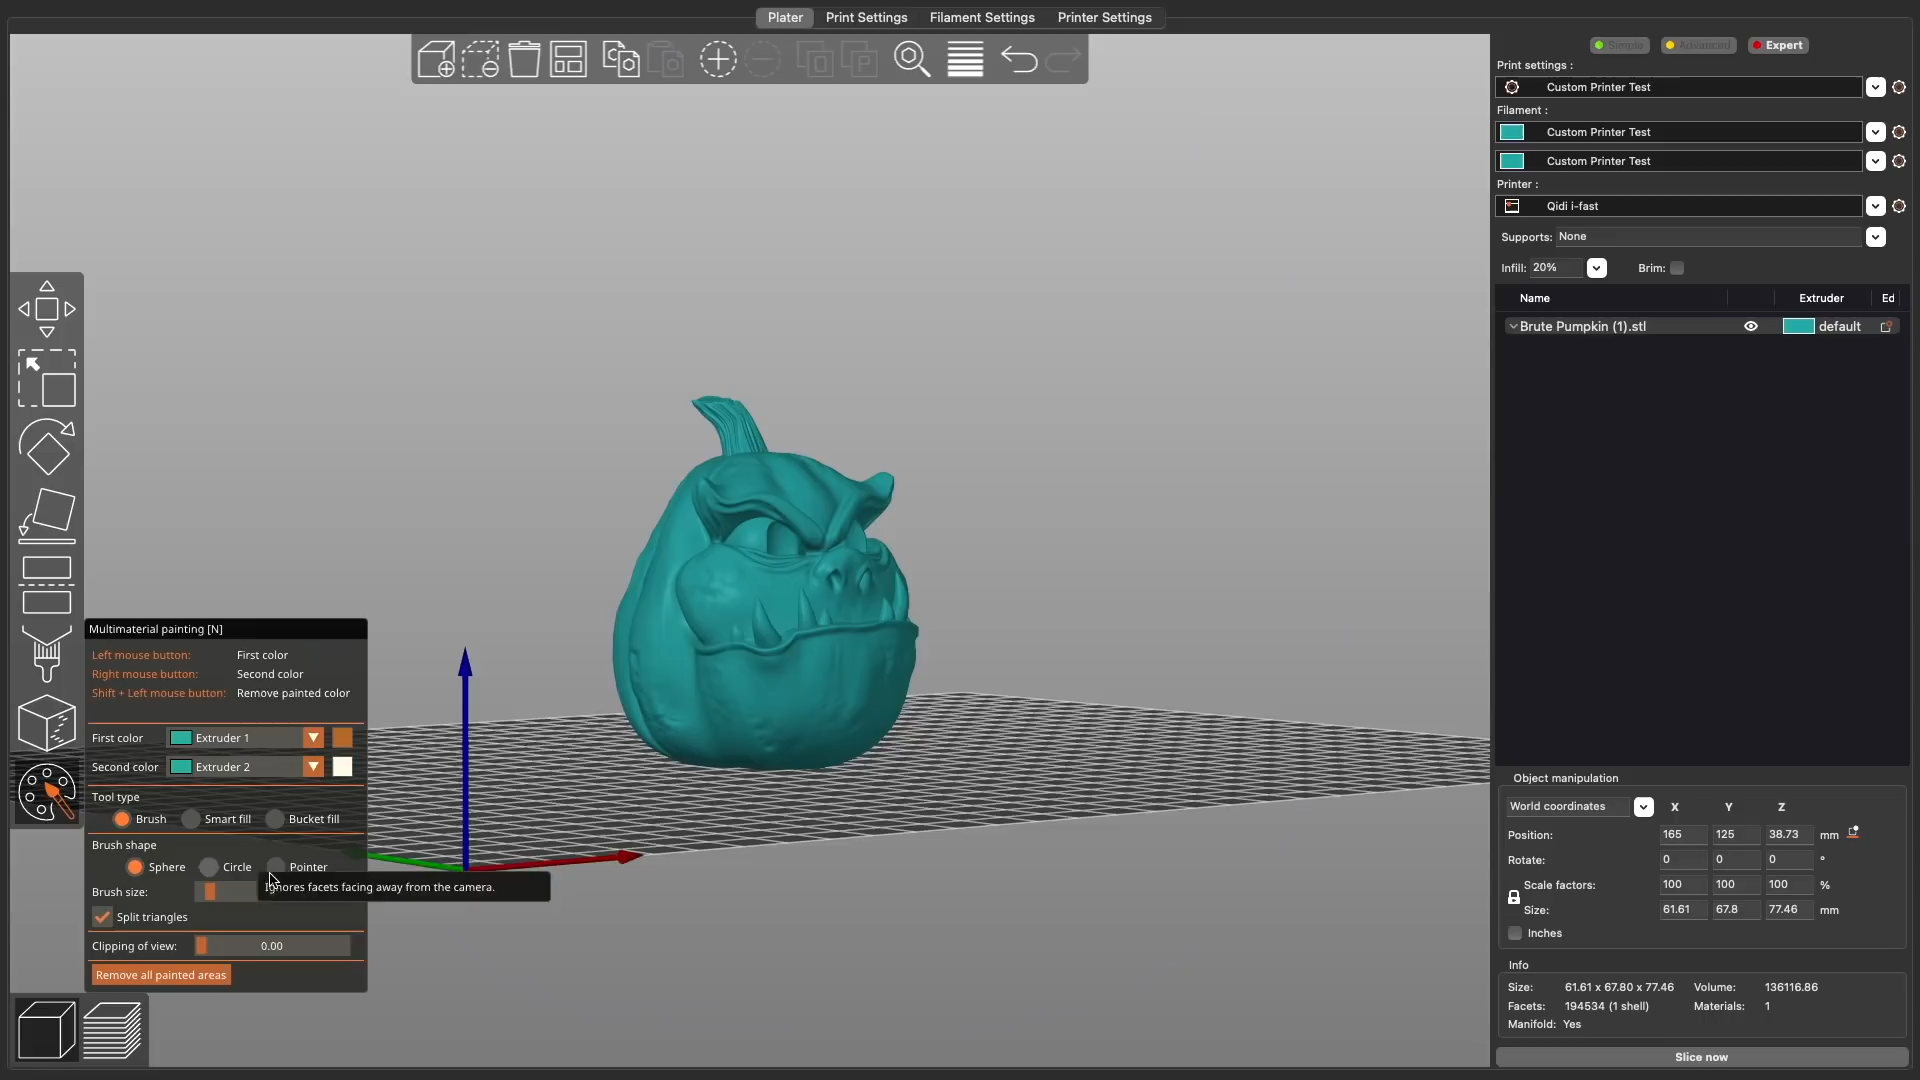 Plater Print Settings Filament Settings Printer Settings
Simple Advanced Expert
Print settings :
Custom Printer Test
Filament :
Custom Printer Test
Custom Printer Test
Printer :
Qidi i-fast
Supports: None
Infill: 20% Brim:
Name Extruder Ed
Brute Pumpkin (1).stl default
P
Multimaterial painting [N]
Left mouse button: First color
Right mouse button: Second color
Shift + Left mouse button: Remove painted color
First color Extruder 1
Second color Extruder 2
Tool type
Brush Smart fill Bucket fill
Brush shape
Sphere Circle Pointer
Brush size:
facets facing away from the camera.
Split triangles
Clipping of view: 0.00
Remove all painted areas
Object manipulation
World coordinates X Y Z
Position: 165 125 38.73 mm
Rotate: 0 0 0 °
Scale factors: 100 100 100 %
Size: 61.61 67.8 77.46 mm
Inches
Info
Size: 61.61 x 67.80 x 77.46 Volume: 136116.86
Facets: 194534 (1 shell) Materials: 1
Manifold: Yes
Slice now